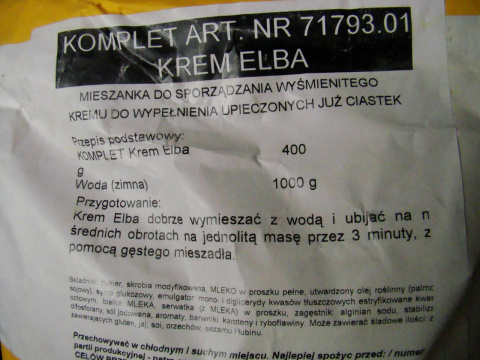 KOMPLET ART. NR 71793.01
KREM ELBA
MIESZANKA DO SPORZĄDZANIA WYŚMIENITEGO
KREMU DO WYPEŁNIENIA UPIECZONYCH JUŻ CIASTEK
Przepis podstawowy:
KOMPLET Krem Elba 400
g
Woda (zimna) 1000 g
Przygotowanie:
Krem Elba dobrze wymieszać z wodą i ubijać na n
średnich obrotach na jednolitą masę przez 3 minuty, z
pomocą gęstego mieszadła.
Składniki: cukier, skrobia modyfikowana, MLEKO w proszku pełne, utwardzony olej roślinny (palmo
sojowy), syrop glukozowy, emulgator mono- i diglicerydy kwasów tłuszczowych estryfikowane kwas
octowym, białka MLEKA, serwatka (z MLEKA) w proszku, zagęstnik alginian sodu, stabiliz
difosforany, sól jodowana, aromaty, barwniki karoteny i ryboflawiny. Może zawierać śladowe ilości z
zawierających gluten, jaj, soi, orzechów, sezamu i łubinu.
Przechowywać w chłodnym i suchym miejscu. Najlepiej spożyć przed: / numer
partii produkcyjnej - patrz
CELÓW PRZE